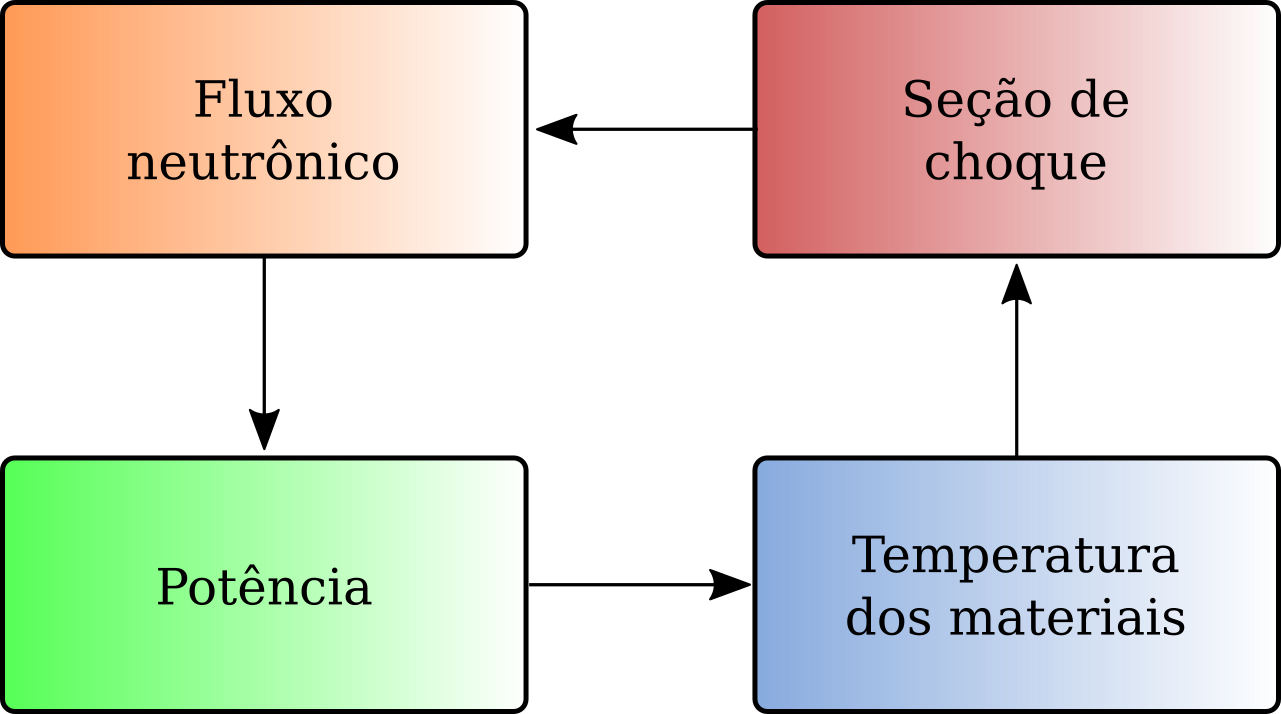 Fluxo
neutrônico
Seção de
choque
Potência
Temperatura
dos materiais